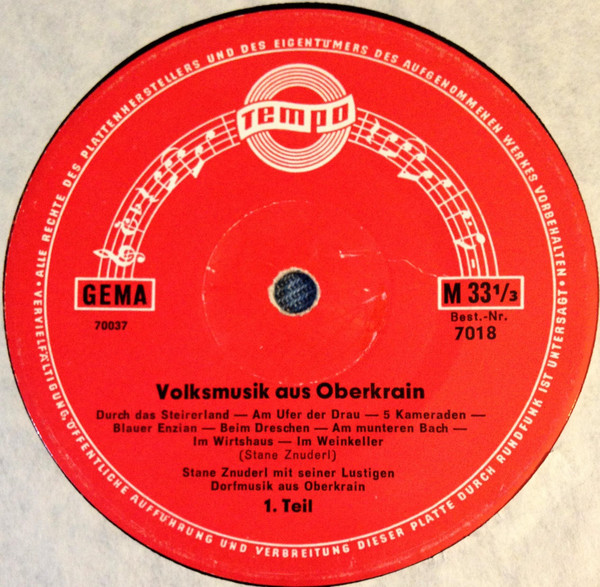 ALLE RECHTE DES PLATTENHERSTELLERS UND DES EIGENTÜMERS DES AUFGENOMMENEN WERKES VORBEHALTEN •
VERVIELFÄLTIGUNG, ÖFFENTLICHE AUFFÜHRUNG UND VERBREITUNG DIESER PLATTE DURCH RUNDFUNK IST UNTERSAGT •
TEMPO
GEMA
70037
M 33 1/3
Best.-Nr.
7018
Volksmusik aus Oberkrain
Durch das Steirerland — Am Ufer der Drau — 5 Kameraden —
Blauer Enzian — Beim Dreschen — Am munteren Bach —
Im Wirtshaus — Im Weinkeller
(Stane Znuderl)
Stane Znuderl mit seiner Lustigen
Dorfmusik aus Oberkrain
1. Teil